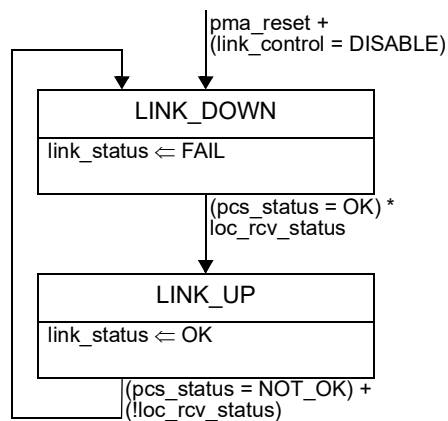 pma_reset +
(link_control = DISABLE)
LINK_DOWN
link_status ⇐ FAIL
(pcs_status = OK) *
loc_rcv_status
LINK_UP
link_status ⇐ OK
(pcs_status = NOT_OK) +
(!loc_rcv_status)